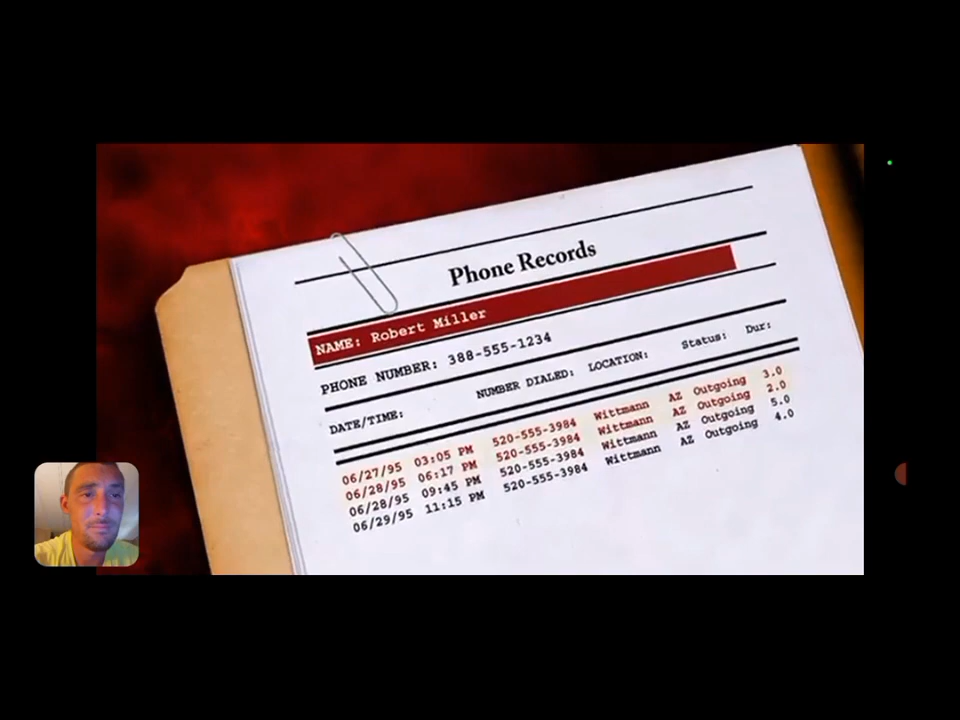 Phone Records
NAME: Robert Miller
PHONE NUMBER: 388-555-1234
DATE/TIME: NUMBER DIALED: LOCATION: Status: Dur:
06/27/95 03:05 PM 520-555-3984 Wittmann AZ Outgoing 3.0
06/28/95 06:17 PM 520-555-3984 Wittmann AZ Outgoing 2.0
06/28/95 09:45 PM 520-555-3984 Wittmann AZ Outgoing 5.0
06/29/95 11:15 PM 520-555-3984 Wittmann AZ Outgoing 4.0